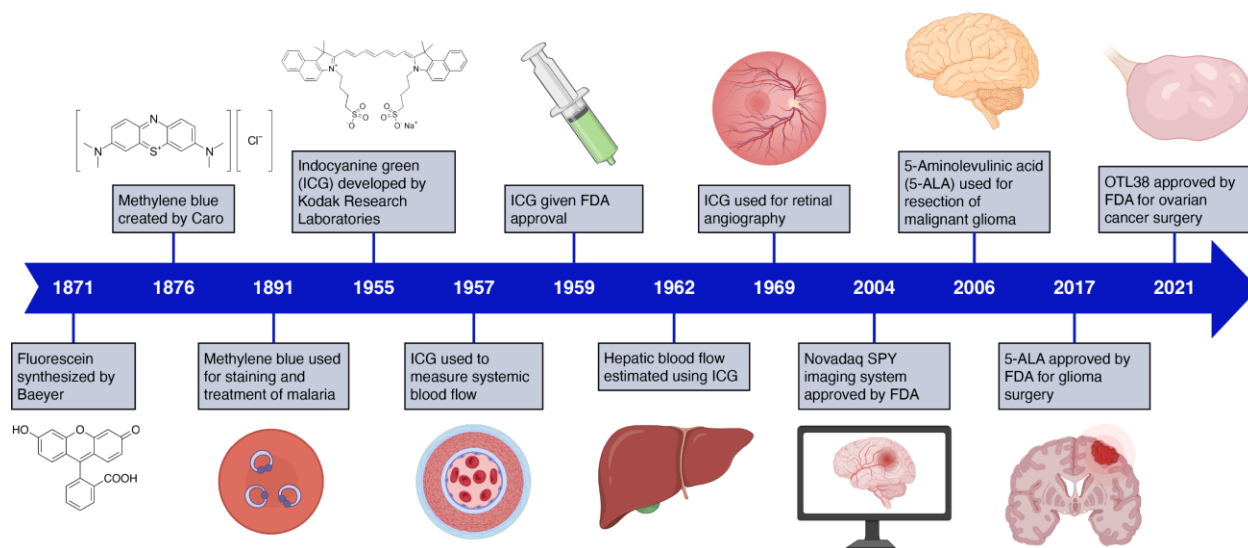 N
N
S⁺
N
Cl⁻
N⁺
N
S
O
O
O⁻
S
O
O
O⁻ Na⁺
Methylene blue
created by Caro
Indocyanine green
(ICG) developed by
Kodak Research
Laboratories
ICG given FDA
approval
ICG used for retinal
angiography
5-Aminolevulinic acid
(5-ALA) used for
resection of
malignant glioma
OTL38 approved by
FDA for ovarian
cancer surgery
1871 1876 1891 1955 1957 1959 1962 1969 2004 2006 2017 2021
Fluorescein
synthesized by
Baeyer
Methylene blue used
for staining and
treatment of malaria
ICG used to
measure systemic
blood flow
Hepatic blood flow
estimated using ICG
Novadaq SPY
imaging system
approved by FDA
5-ALA approved by
FDA for glioma
surgery
HO O O
COOH